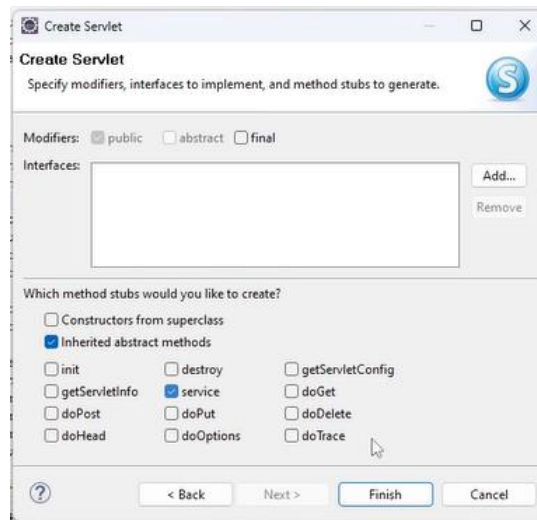 Create Servlet
Create Servlet
Specify modifiers, interfaces to implement, and method stubs to generate.
S
Modifiers: public abstract final
Interfaces:
Add...
Remove
Which method stubs would you like to create?
Constructors from superclass
Inherited abstract methods
init destroy getServletConfig
getServletInfo service doGet
doPost doPut doDelete
doHead doOptions doTrace
? < Back Next > Finish Cancel